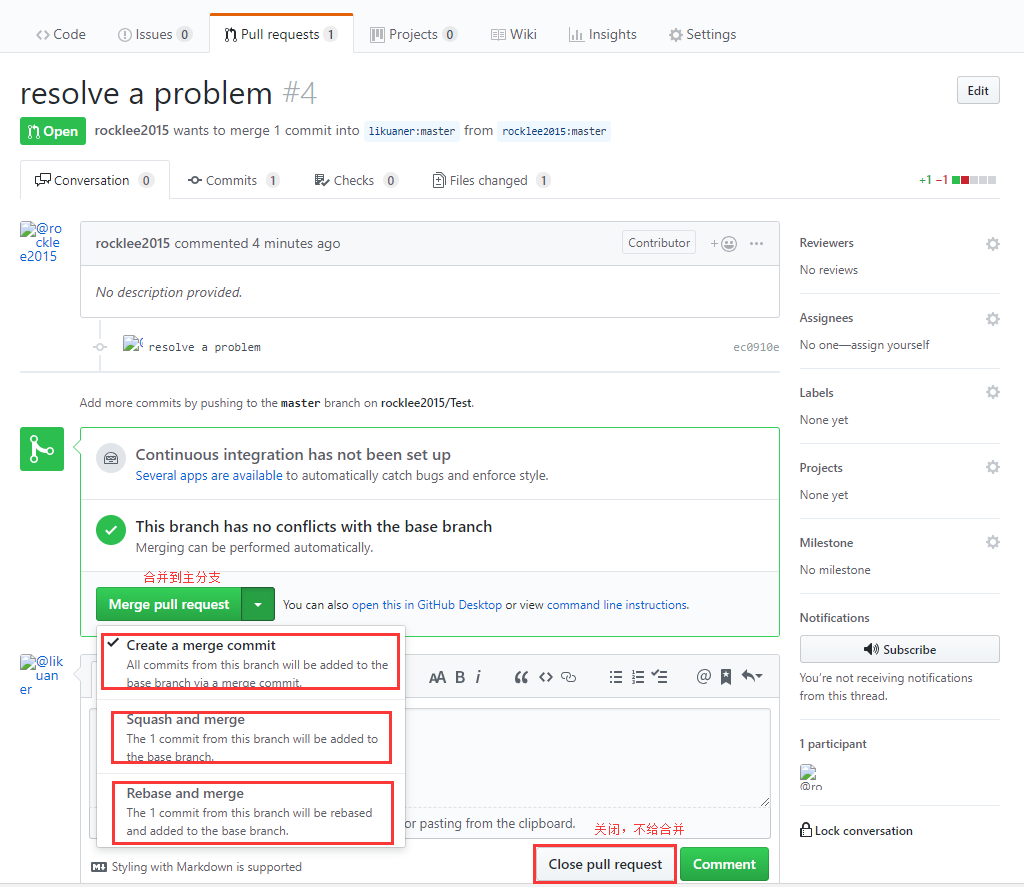 Code Issues 0 Pull requests 1 Projects 0 Wiki Insights Settings
resolve a problem #4
Edit
Open rocklee2015 wants to merge 1 commit into likuaner:master from rocklee2015:master
Conversation 0 Commits 1 Checks 0 Files changed 1 +1 −1
@rocklee2015
rocklee2015 commented 4 minutes ago Contributor
No description provided.
resolve a problem ec0910e
Add more commits by pushing to the master branch on rocklee2015/Test.
Continuous integration has not been set up
Several apps are available to automatically catch bugs and enforce style.
This branch has no conflicts with the base branch
Merging can be performed automatically.
合并到主分支
Merge pull request You can also open this in GitHub Desktop or view command line instructions.
Create a merge commit
All commits from this branch will be added to the
base branch via a merge commit.
Squash and merge
The 1 commit from this branch will be added to
the base branch.
Rebase and merge
The 1 commit from this branch will be rebased
and added to the base branch.
@likuaner
AA B i
or pasting from the clipboard.
关闭，不给合并
Styling with Markdown is supported
Close pull request Comment
Reviewers
No reviews
Assignees
No one—assign yourself
Labels
None yet
Projects
None yet
Milestone
No milestone
Notifications
Subscribe
You're not receiving notifications
from this thread.
1 participant
@ro
Lock conversation